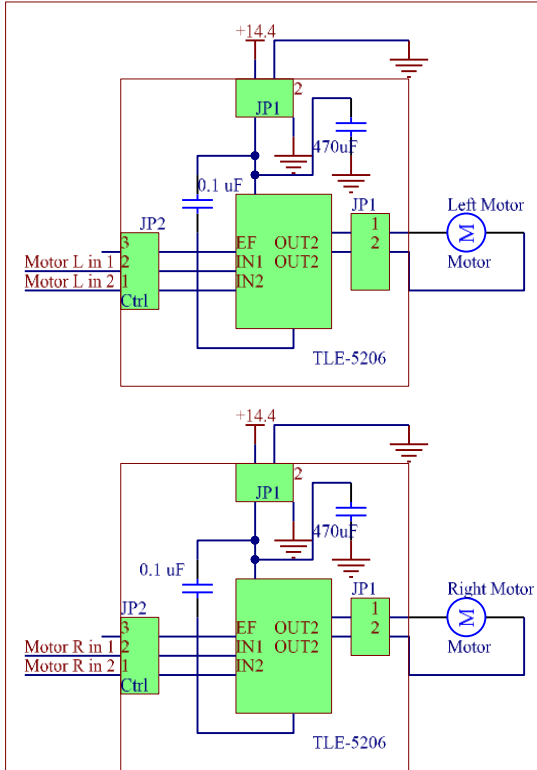 +14.4
2
JP1
470uF
0.1 uF
JP2
JP1
Left Motor
1
M
3
EF OUT2
2
Motor L in 1
2
IN1 OUT2
Motor
Motor L in 2
1
IN2
Ctrl
TLE-5206
+14.4
2
JP1
470uF
0.1 uF
JP2
JP1
Right Motor
1
M
3
EF OUT2
2
Motor R in 1
2
IN1 OUT2
Motor
Motor R in 2
1
IN2
Ctrl
TLE-5206